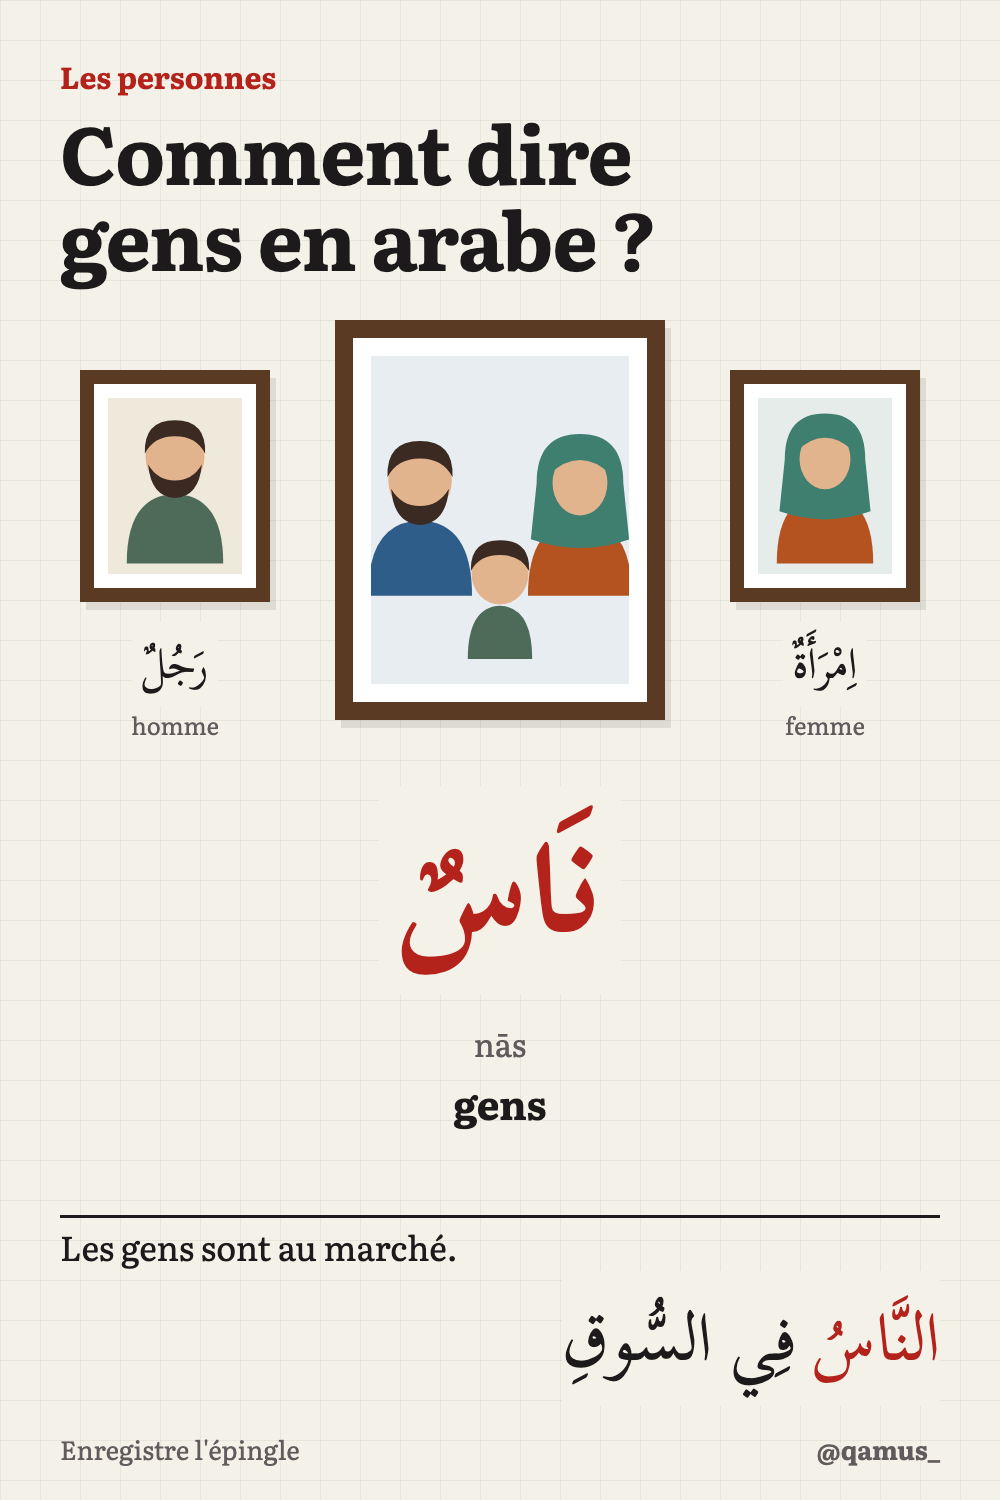 Les personnes
Comment dire
gens en arabe ?
رَجُلٌ
homme
اِمْرَأَةٌ
femme
نَاسٌ
nās
gens
Les gens sont au marché.
النَّاسُ فِي السُّوقِ
Enregistre l'épingle
@qamus_